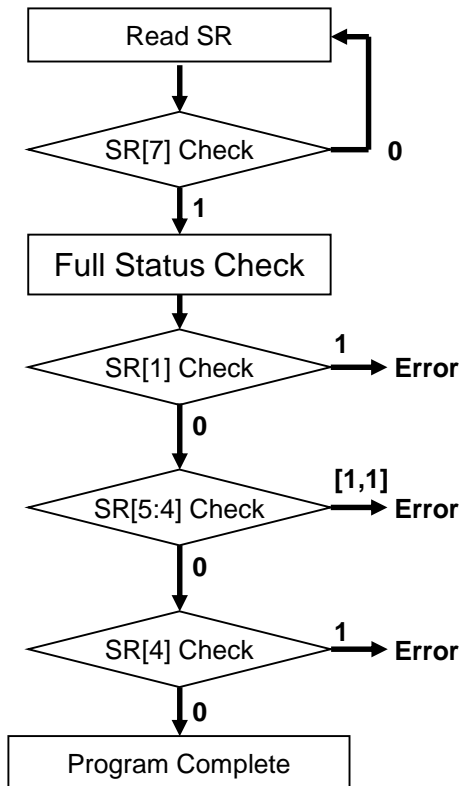 Read SR
SR[7] Check
0
1
Full Status Check
1
SR[1] Check
Error
0
[1,1]
SR[5:4] Check
Error
0
1
SR[4] Check
Error
0
Program Complete